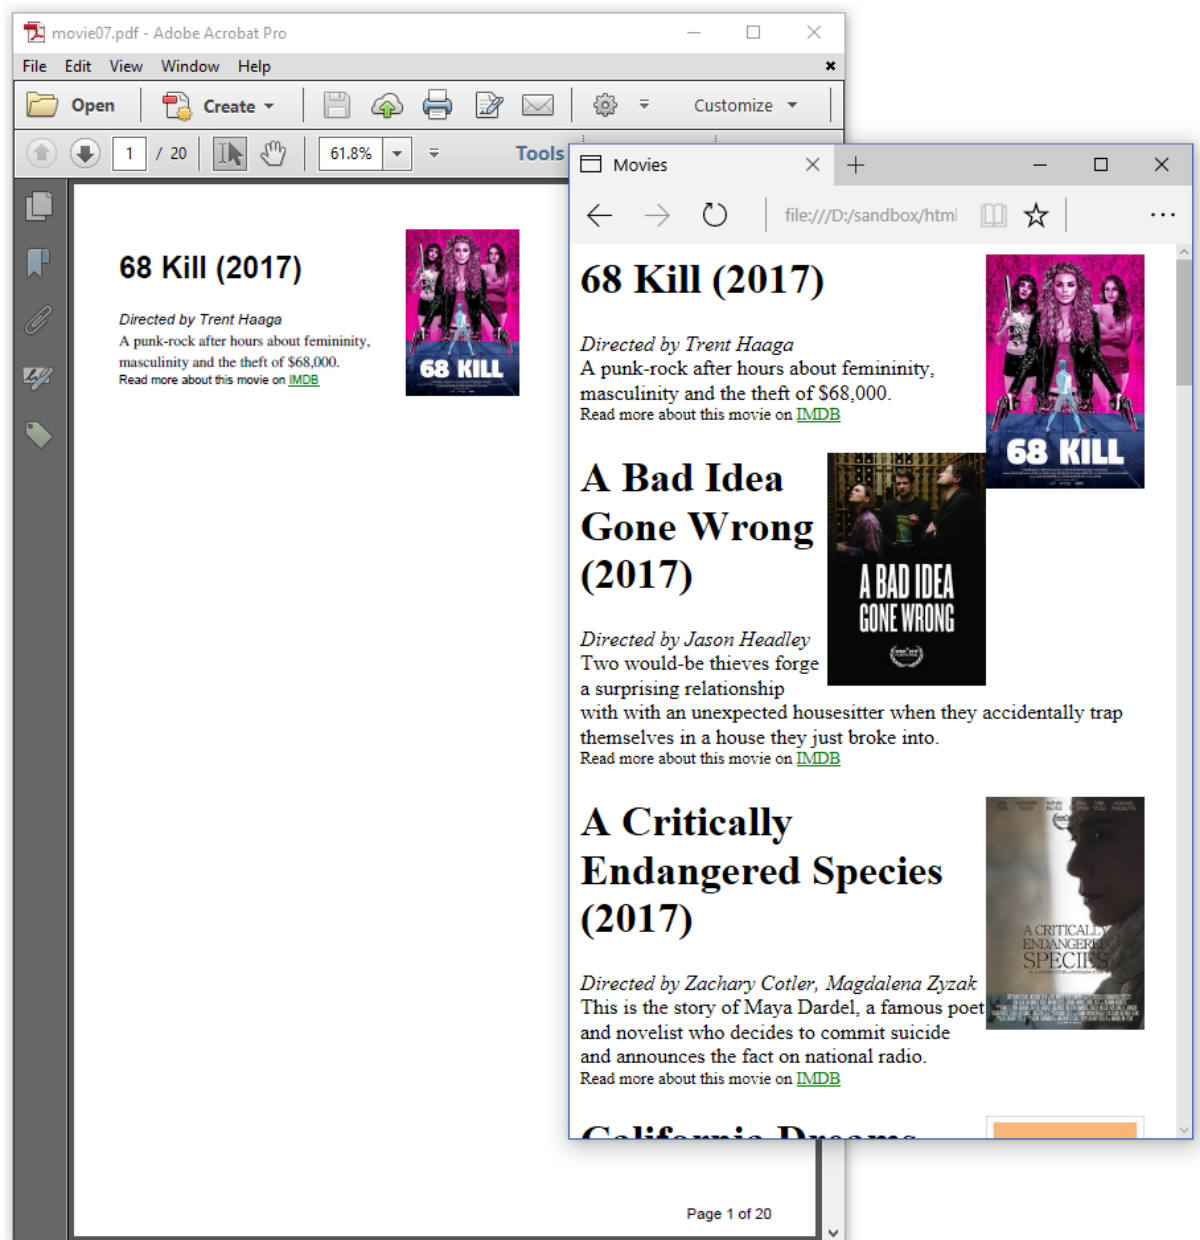 movie07.pdf - Adobe Acrobat Pro
File Edit View Window Help
Open Create Customize
1 / 20 61.8% Tools
68 Kill (2017)
Directed by Trent Haaga
A punk-rock after hours about femininity,
masculinity and the theft of $68,000.
Read more about this movie on IMDB
68 KILL
Page 1 of 20
Movies
file:///D:/sandbox/html
68 Kill (2017)
Directed by Trent Haaga
A punk-rock after hours about femininity,
masculinity and the theft of $68,000.
Read more about this movie on IMDB
68 KILL
A Bad Idea
Gone Wrong
(2017)
Directed by Jason Headley
Two would-be thieves forge
a surprising relationship
with with an unexpected housesitter when they accidentally trap
themselves in a house they just broke into.
Read more about this movie on IMDB
A BAD IDEA
GONE WRONG
A Critically
Endangered Species
(2017)
Directed by Zachary Cotler, Magdalena Zyzak
This is the story of Maya Dardel, a famous poet
and novelist who decides to commit suicide
and announces the fact on national radio.
Read more about this movie on IMDB
A CRITICALLY
ENDANGERED
SPECIES
California Dreams